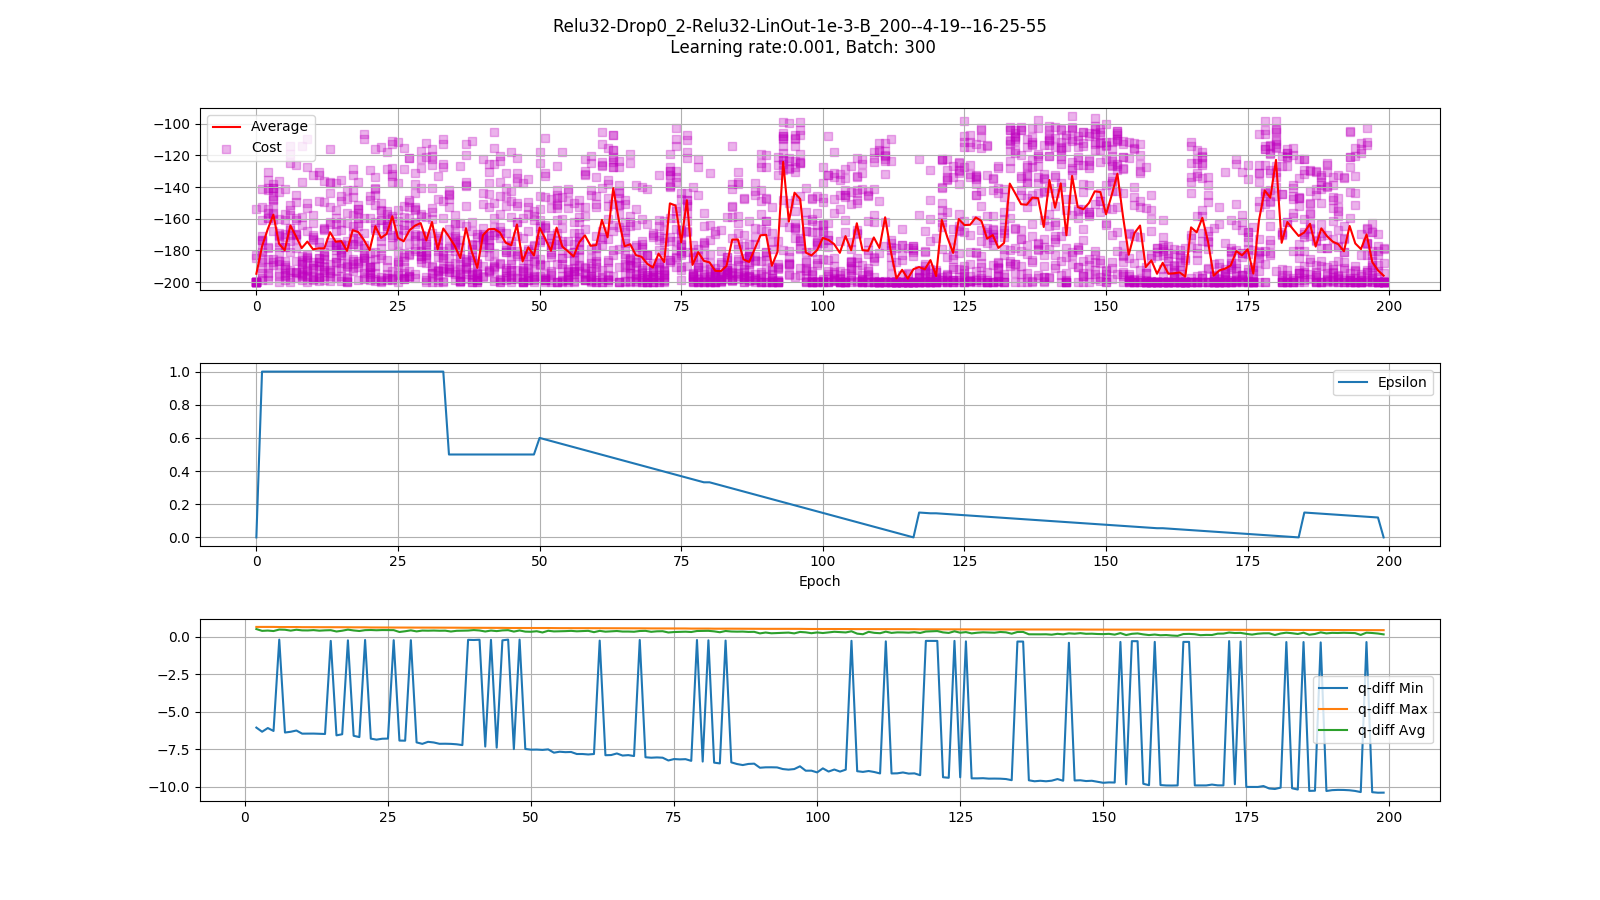 Relu32-Drop0_2-Relu32-LinOut-1e-3-B_200--4-19--16-25-55
Learning rate:0.001, Batch: 300
Average
Cost
−100
−120
−140
−160
−180
−200
0 25 50 75 100 125 150 175 200
Epsilon
1.0
0.8
0.6
0.4
0.2
0.0
0 25 50 75 100 125 150 175 200
Epoch
0.0
−2.5
−5.0
−7.5
−10.0
q-diff Min
q-diff Max
q-diff Avg
0 25 50 75 100 125 150 175 200